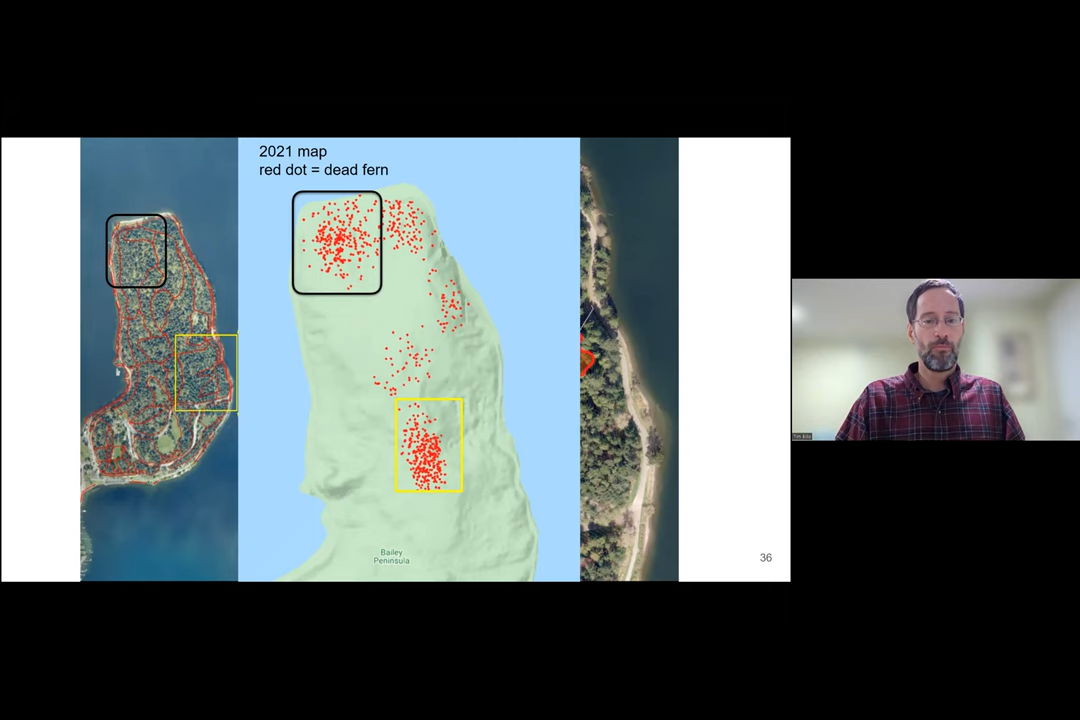 2021 map
red dot = dead fern
Bailey
Peninsula
36